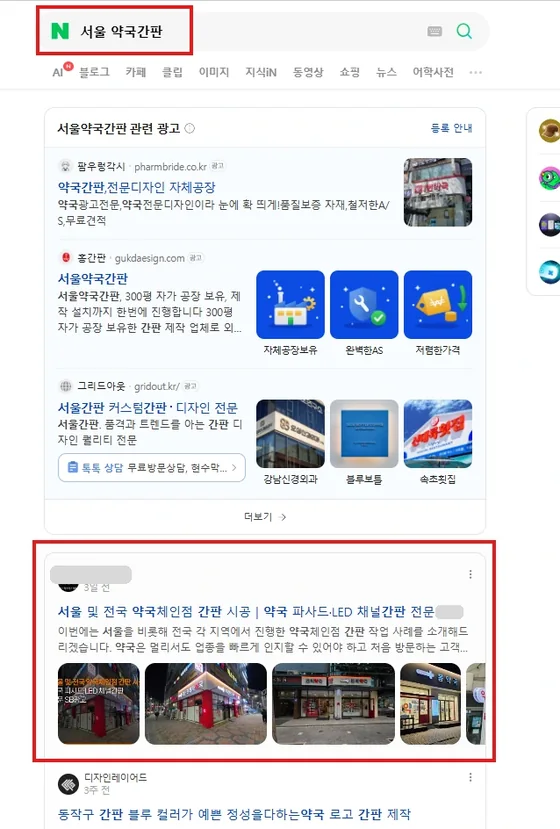 서울 약국간판
AI N 블로그 카페 클립 이미지 지식iN 동영상 쇼핑 뉴스 어학사전 ···
서울약국간판 관련 광고
등록 안내
팜우렁각시 · pharmbride.co.kr 광고
약국간판,전문디자인 자체공장
약국광고전문,약국전문디자인이라 눈에 확 띄게!품질보증 자재,철저한A/
S,무료견적
홍간판 · gukdaesign.com 광고
서울약국간판
서울약국간판, 300평 자가 공장 보유, 제
작 설치까지 한번에 진행합니다 300평
자가 공장 보유한 간판 제작 업체로 외...
자체공장보유
완벽한AS
저렴한가격
그리드아웃 · gridout.kr/ 광고
서울간판 커스텀간판 · 디자인 전문
서울간판. 품격과 트렌드를 아는 간판 디
자인 퀄리티 전문
톡톡 상담 무료방문상담, 현수막... >
강남신경외과
블루보틀
속초횟집
더보기 →
3일 전
서울 및 전국 약국체인점 간판 시공 | 약국 파사드·LED 채널간판 전문
이번에는 서울을 비롯해 전국 각 지역에서 진행한 약국체인점 간판 작업 사례를 소개해드
리겠습니다. 약국은 멀리서도 업종을 빠르게 인지할 수 있어야 하고 처음 방문하는 고객...
디자인레이어드
3주 전
동작구 간판 블루 컬러가 예쁜 정성을다하는약국 로고 간판 제작